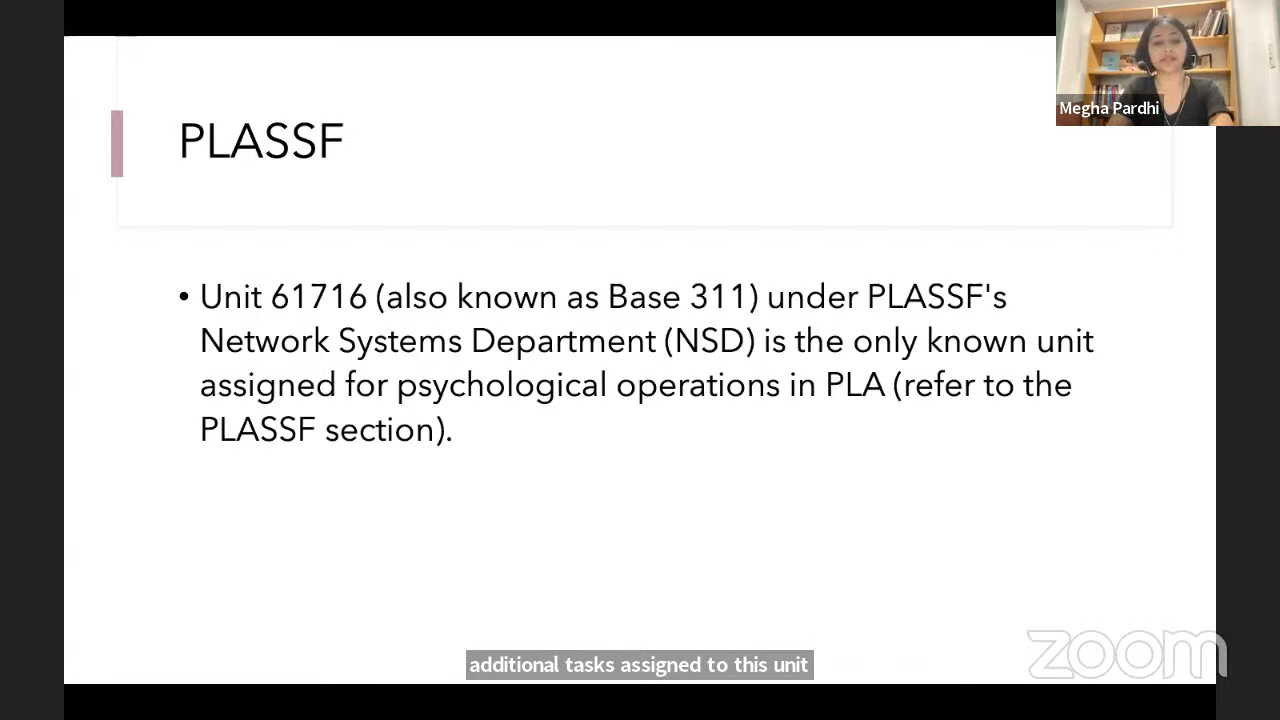 Megha Pardhi
PLASSF
• Unit 61716 (also known as Base 311) under PLASSF's
Network Systems Department (NSD) is the only known unit
assigned for psychological operations in PLA (refer to the
PLASSF section).
additional tasks assigned to this unit
zoom